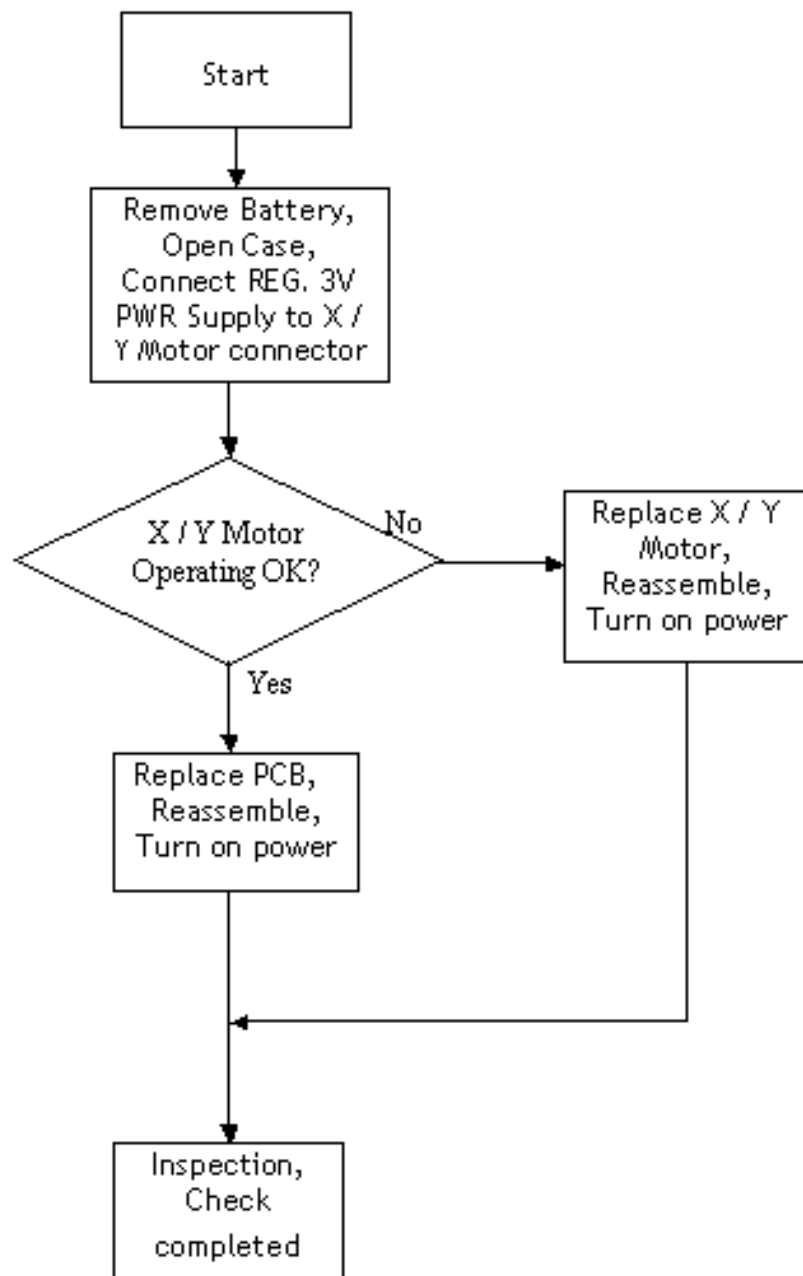 Start
Remove Battery,
Open Case,
Connect REG. 3V
PWR Supply to X /
Y Motor connector
X / Y Motor
Operating OK?
No
Replace X / Y
Motor,
Reassemble,
Turn on power
Yes
Replace PCB,
Reassemble,
Turn on power
Inspection,
Check
completed